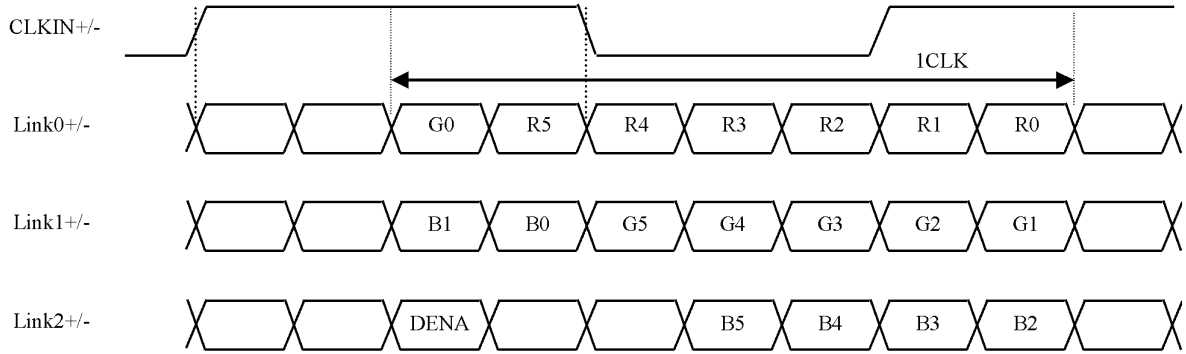 CLKIN+/-
1CLK
Link0+/- G0 R5 R4 R3 R2 R1 R0
Link1+/- B1 B0 G5 G4 G3 G2 G1
Link2+/- DENA B5 B4 B3 B2